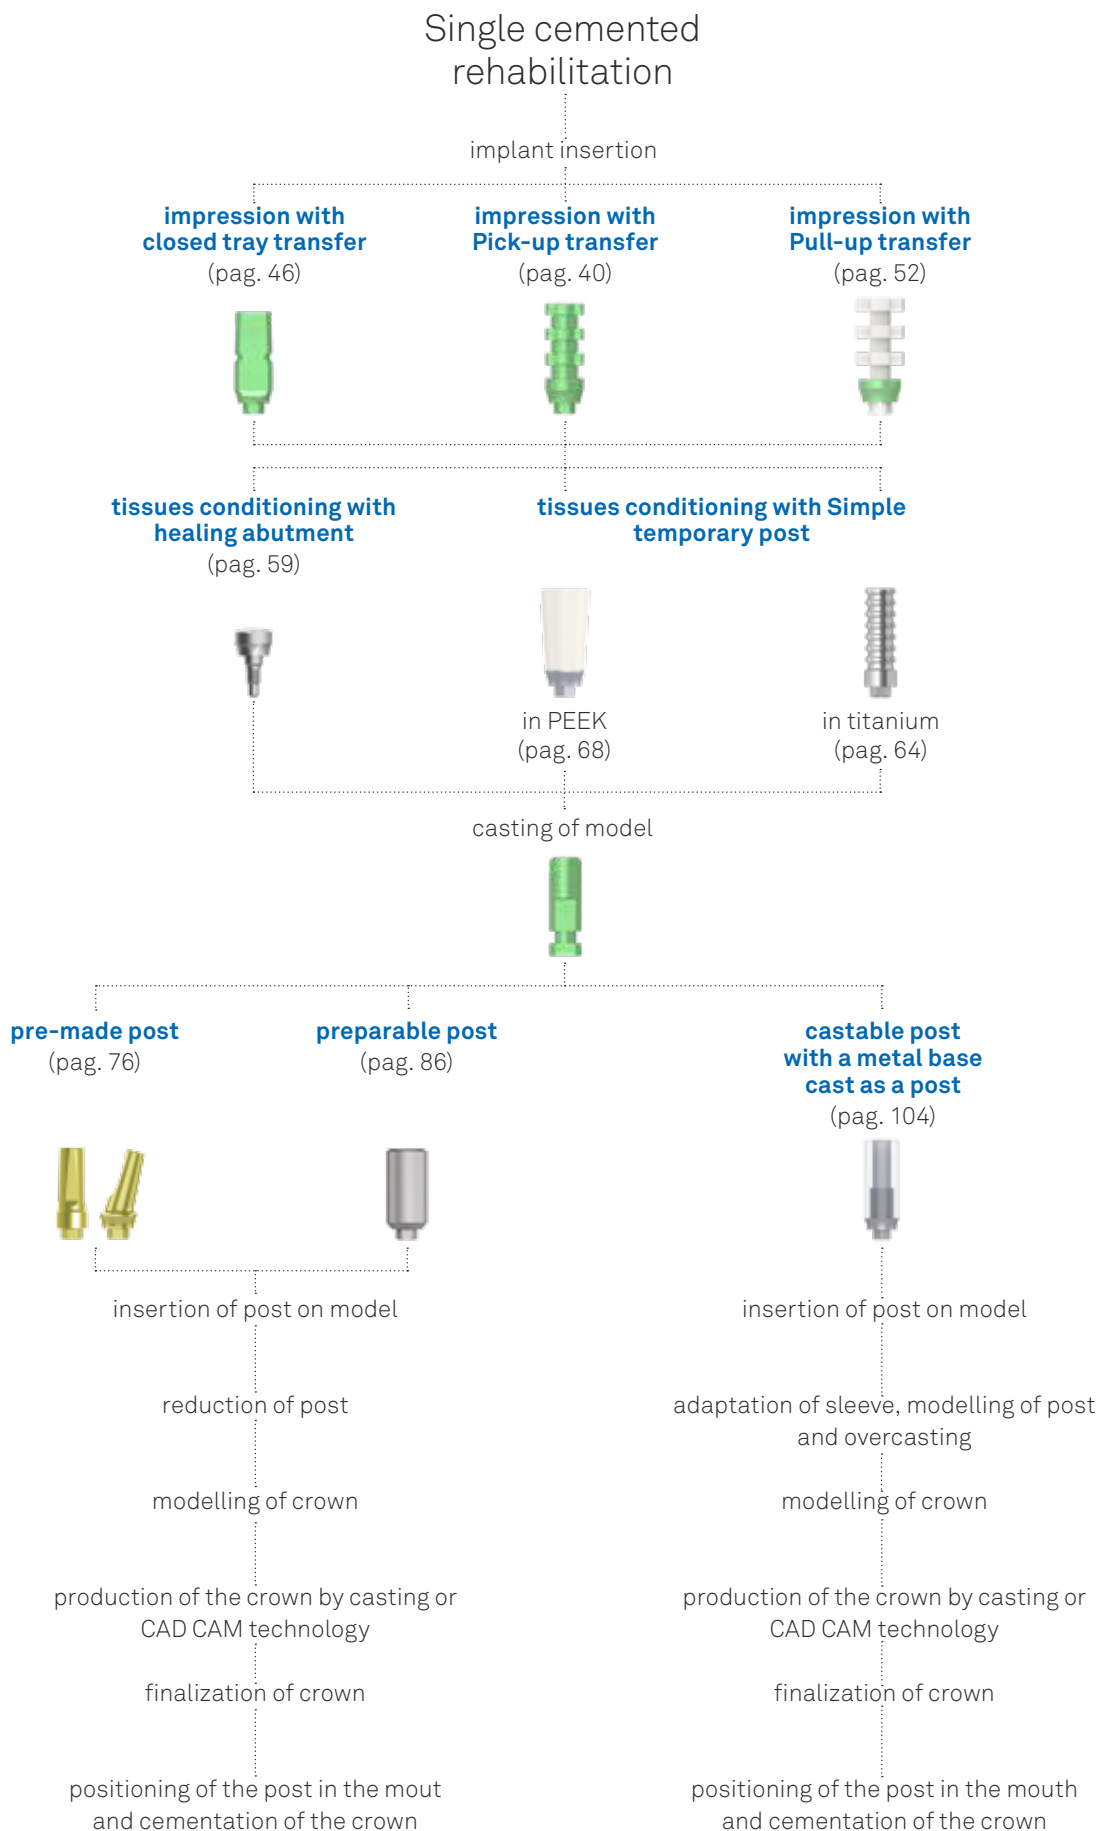 Single cemented
rehabilitation
implant insertion
impression with
closed tray transfer
(pag. 46)
impression with
Pick-up transfer
(pag. 40)
impression with
Pull-up transfer
(pag. 52)
tissues conditioning with
healing abutment
(pag. 59)
tissues conditioning with Simple
temporary post
in PEEK
(pag. 68)
in titanium
(pag. 64)
casting of model
pre-made post
(pag. 76)
preparable post
(pag. 86)
castable post
with a metal base
cast as a post
(pag. 104)
insertion of post on model
reduction of post
modelling of crown
production of the crown by casting or
CAD CAM technology
finalization of crown
positioning of the post in the mout
and cementation of the crown
insertion of post on model
adaptation of sleeve, modelling of post
and overcasting
modelling of crown
production of the crown by casting or
CAD CAM technology
finalization of crown
positioning of the post in the mouth
and cementation of the crown